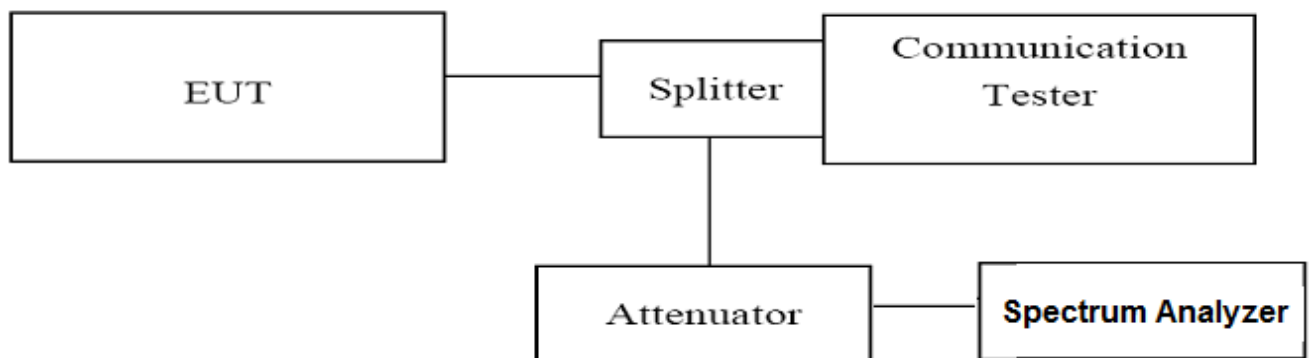 EUT
Splitter
Communication
Tester
Attenuator
Spectrum Analyzer